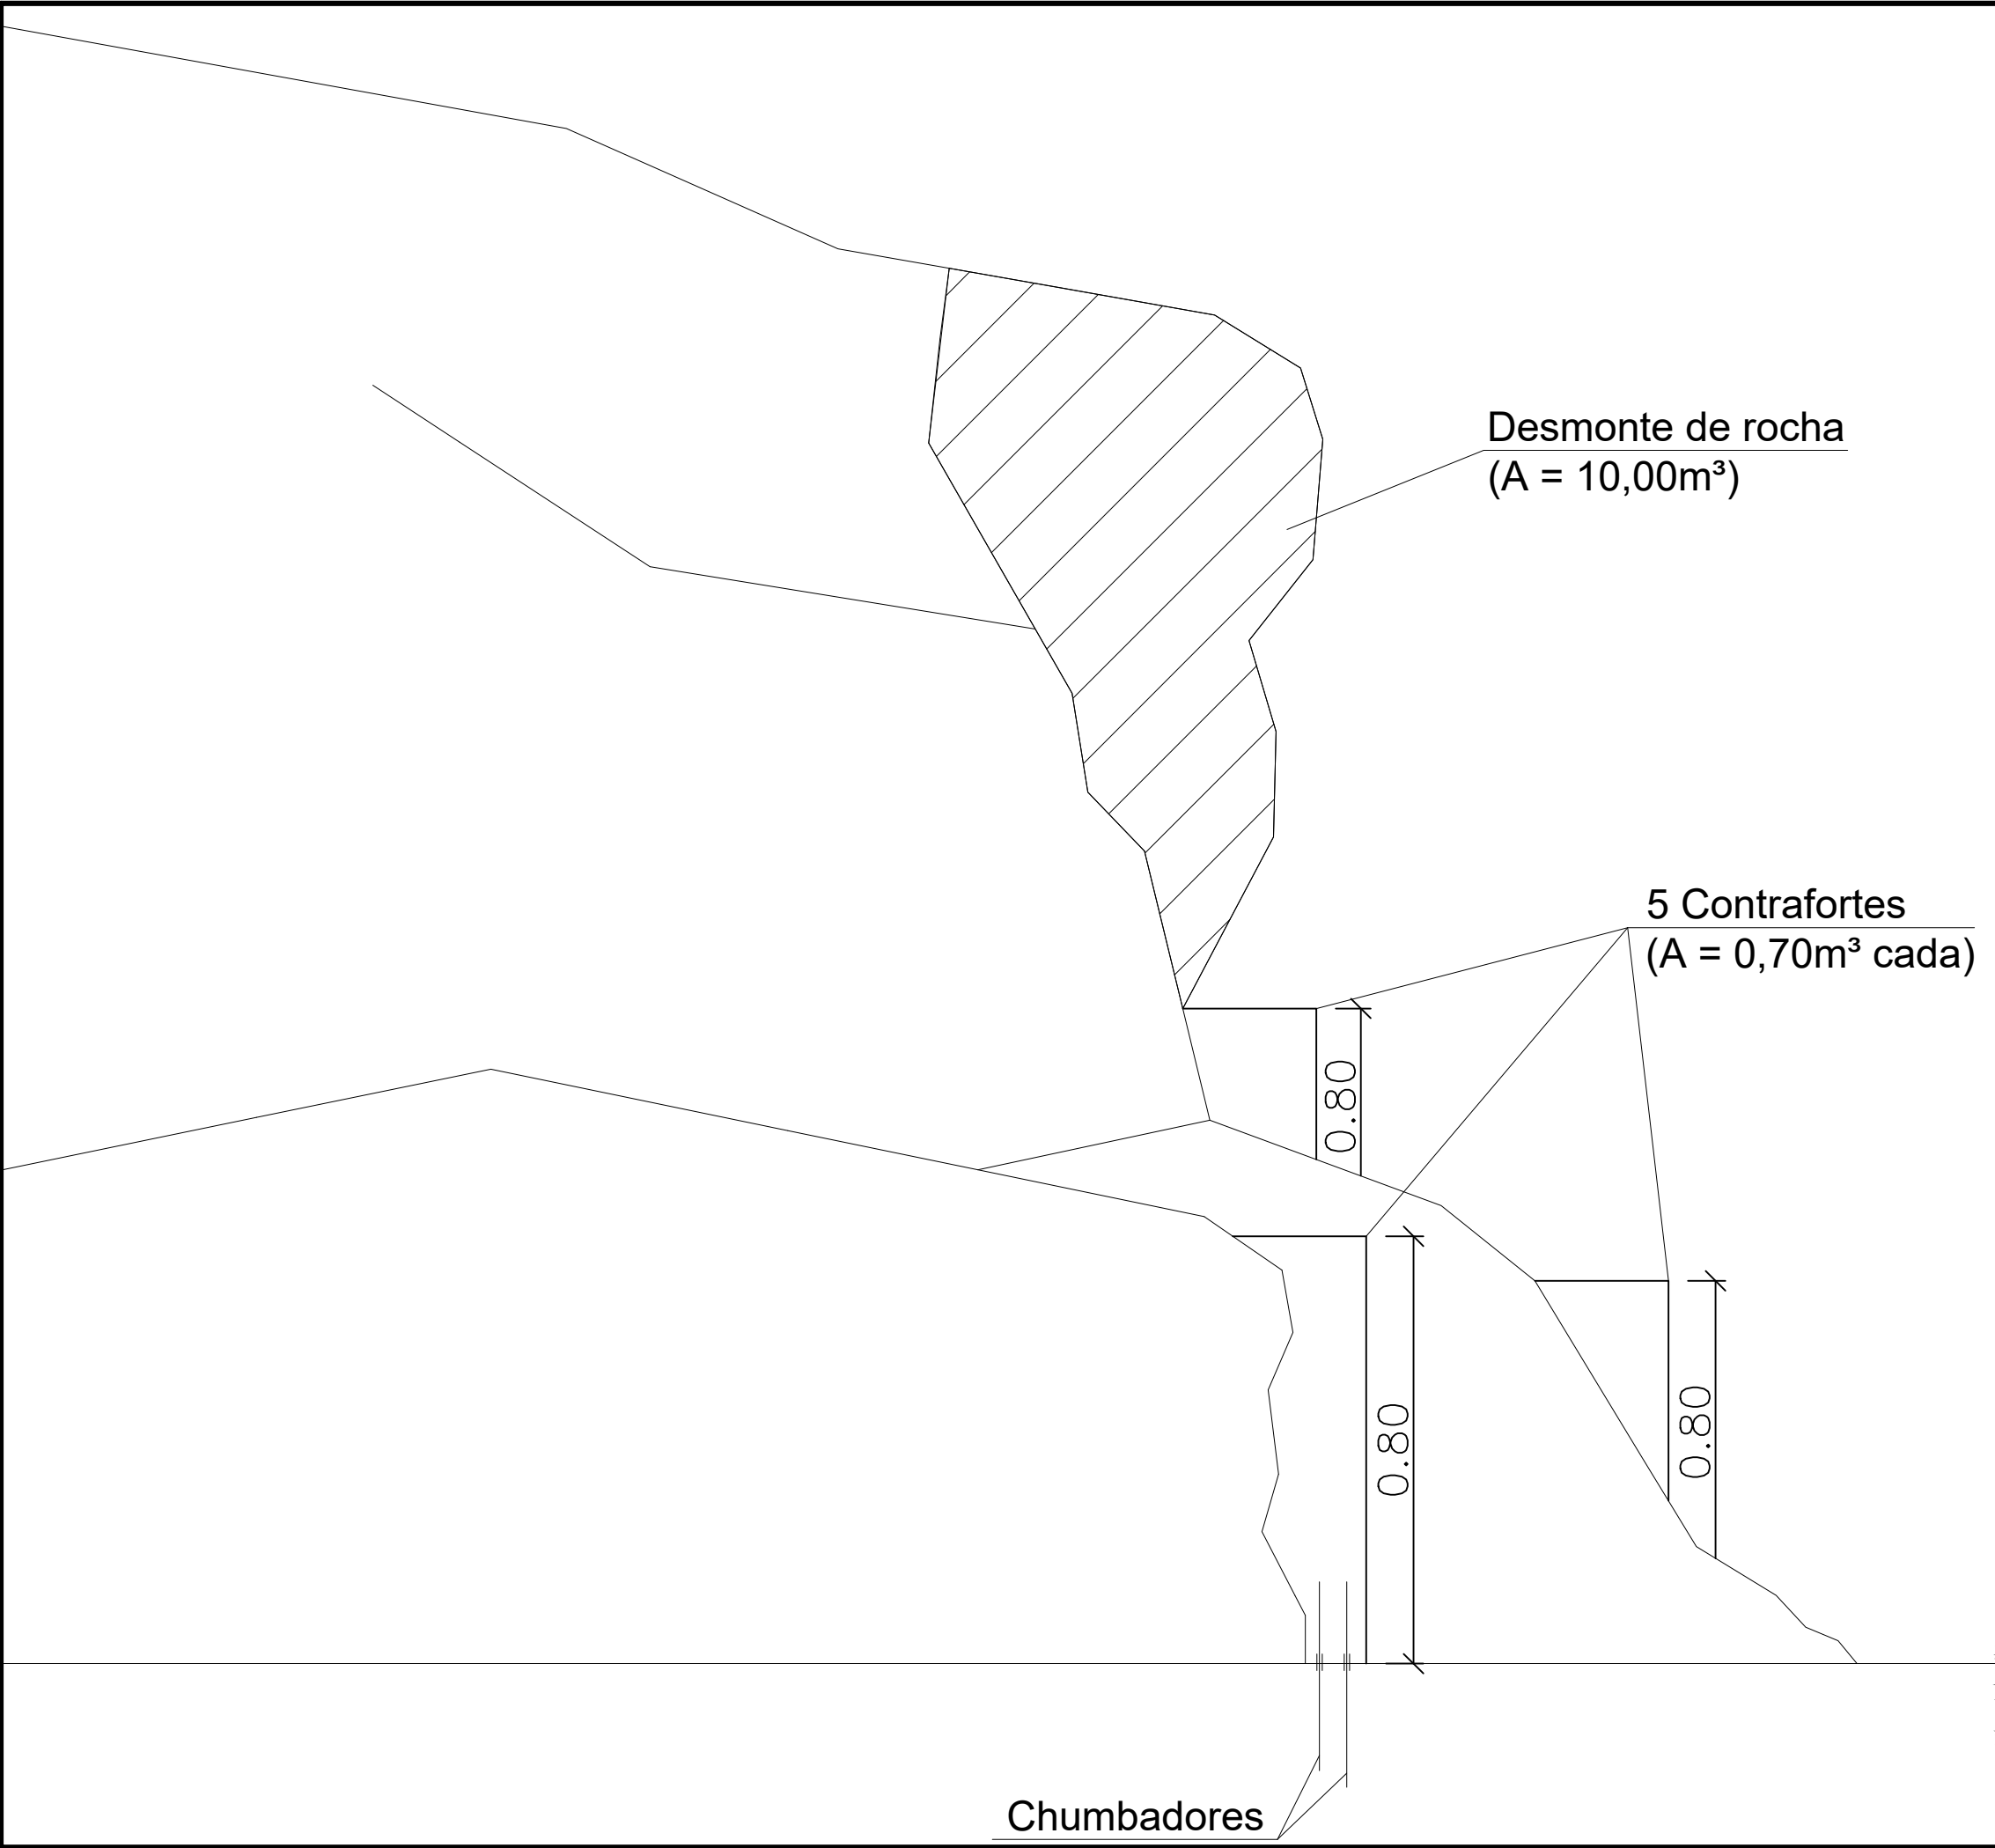 Desmonte de rocha
(A = 10,00m³)
5 Contrafortes
(A = 0,70m³ cada)
0.80
0.80
0.80
Chumbadores